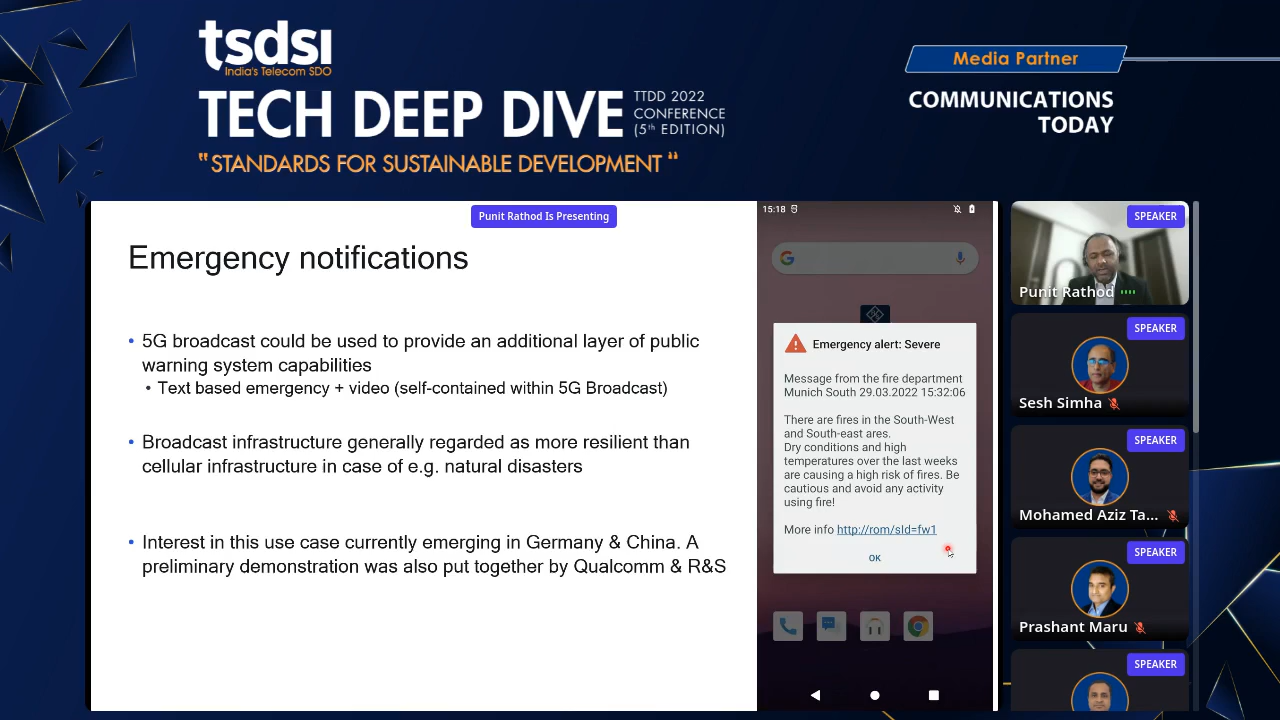 tsdsi
India's Telecom SDO
TECH DEEP DIVE
TTDD 2022
CONFERENCE
(5th EDITION)
"STANDARDS FOR SUSTAINABLE DEVELOPMENT"
Media Partner
COMMUNICATIONS
TODAY
Punit Rathod Is Presenting
Emergency notifications
• 5G broadcast could be used to provide an additional layer of public
warning system capabilities
• Text based emergency + video (self-contained within 5G Broadcast)
• Broadcast infrastructure generally regarded as more resilient than
cellular infrastructure in case of e.g. natural disasters
• Interest in this use case currently emerging in Germany & China. A
preliminary demonstration was also put together by Qualcomm & R&S
15:18
Emergency alert: Severe
Message from the fire department
Munich South 29.03.2022 15:32:06
There are fires in the South-West
and South-east ares.
Dry conditions and high
temperatures over the last weeks
are causing a high risk of fires. Be
cautious and avoid any activity
using fire!
More info http://rom/sId=fw1
OK
SPEAKER
Punit Rathod
SPEAKER
Sesh Simha
SPEAKER
Mohamed Aziz Ta...
SPEAKER
Prashant Maru
SPEAKER